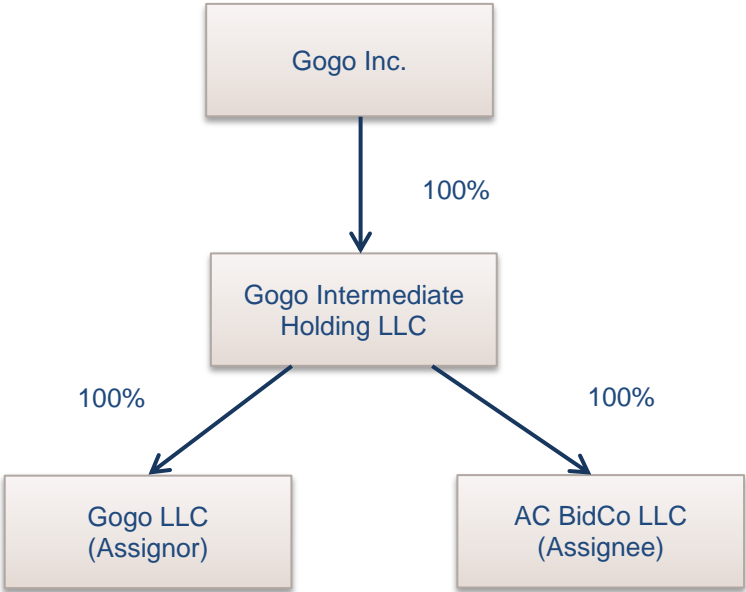 Gogo Inc.
100%
Gogo Intermediate
Holding LLC
100%
100%
Gogo LLC
(Assignor)
AC BidCo LLC
(Assignee)